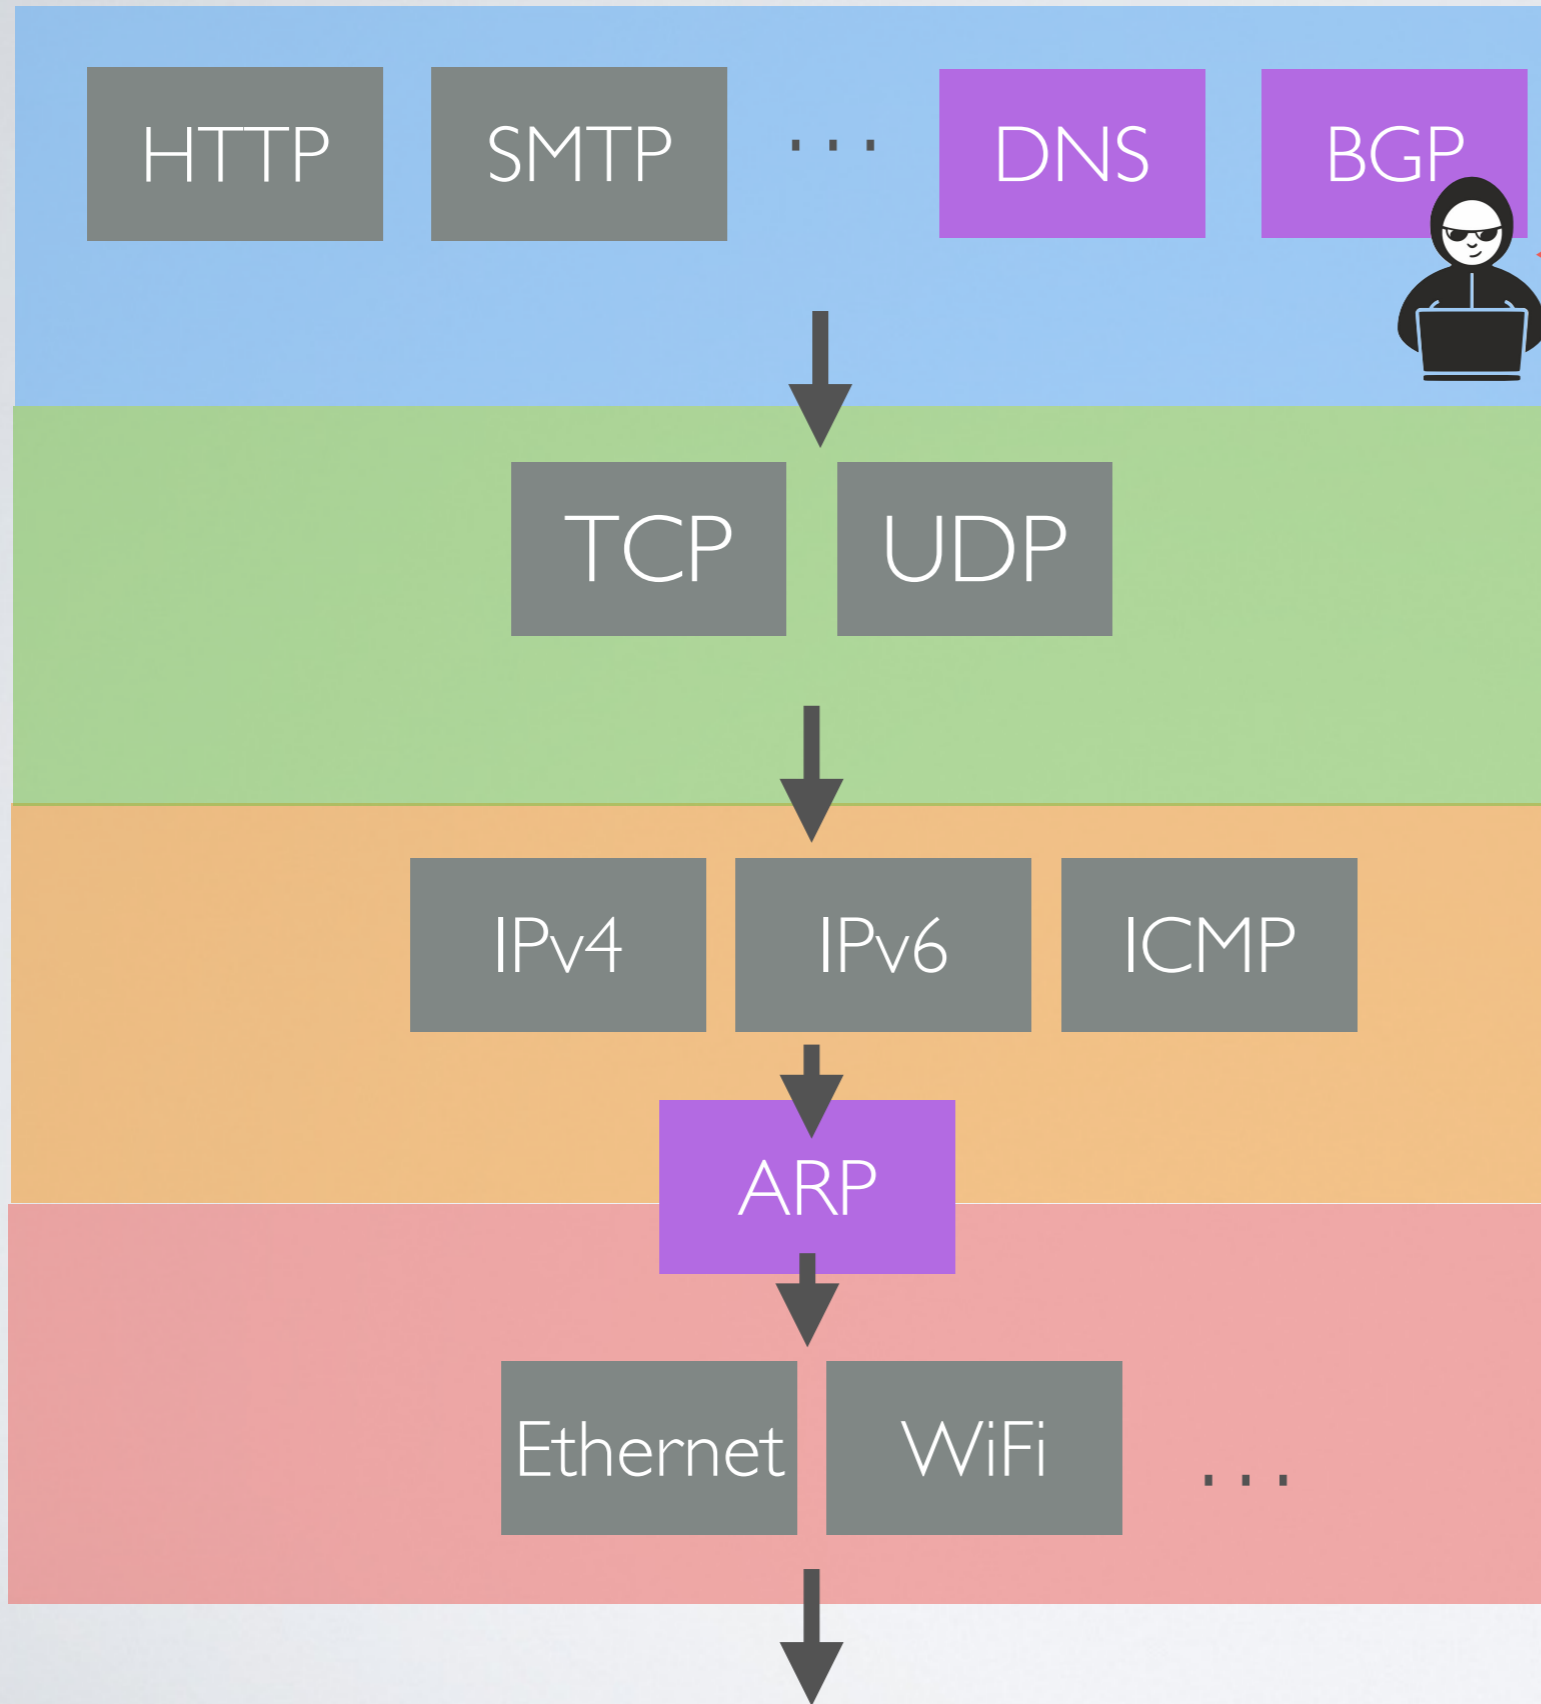 HTTP SMTP ... DNS BGP
TCP UDP
IPv4 IPv6 ICMP
ARP
Ethernet WiFi ...